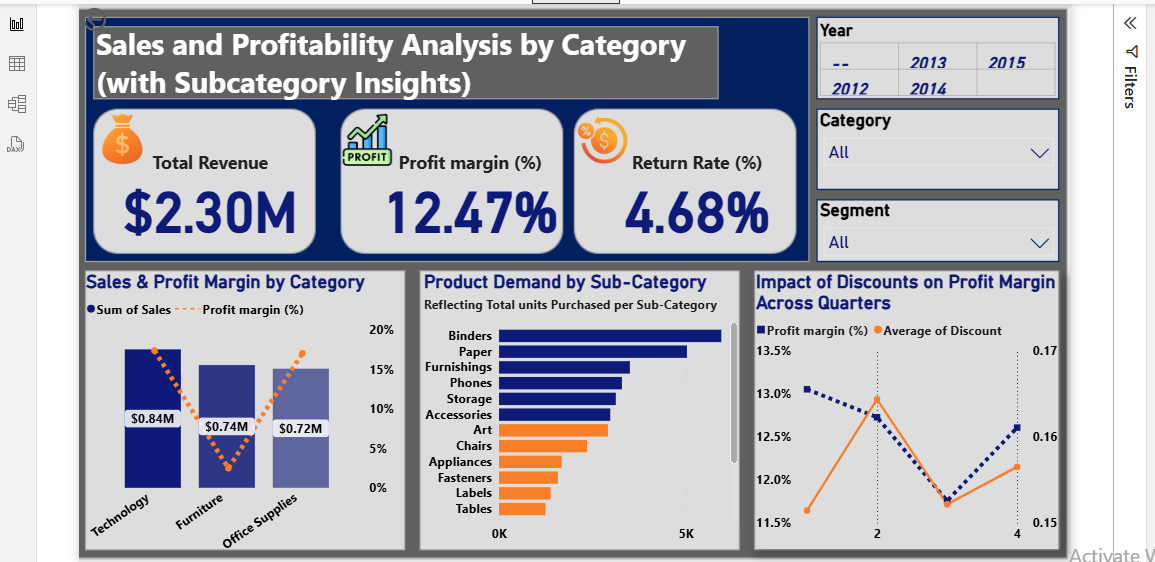 Sales and Profitability Analysis by Category
(with Subcategory Insights)
Total Revenue
$2.30M
PROFIT
Profit margin (%)
12.47%
%
$
Return Rate (%)
4.68%
Year
-- 2013 2015
2012 2014
Category
All
Segment
All
Filters
DAX
Sales & Profit Margin by Category
Sum of Sales Profit margin (%)
20%
15%
10%
5%
0%
$0.84M
$0.74M
$0.72M
Technology
Furniture
Office Supplies
Product Demand by Sub-Category
Reflecting Total units Purchased per Sub-Category
Binders
Paper
Furnishings
Phones
Storage
Accessories
Art
Chairs
Appliances
Fasteners
Labels
Tables
0K 5K
Impact of Discounts on Profit Margin
Across Quarters
Profit margin (%) Average of Discount
13.5% 0.17
13.0%
12.5% 0.16
12.0%
11.5% 0.15
2 4
Activate W